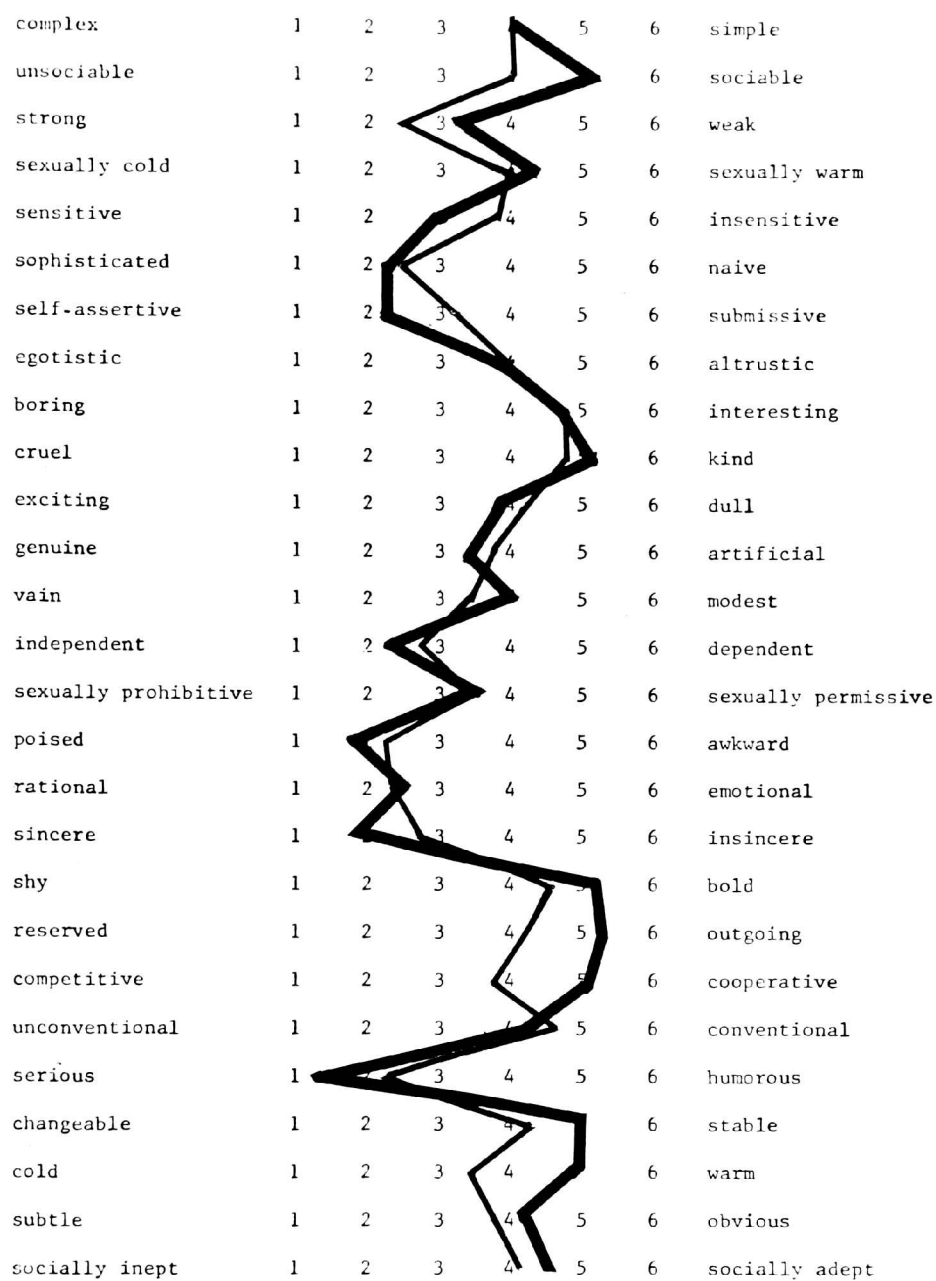 complex 1 2 3 5 6 simple
unsociable 1 2 3 6 sociable
strong 1 2 3 4 5 6 weak
sexually cold 1 2 3 4 5 6 sexually warm
sensitive 1 2 4 5 6 insensitive
sophisticated 1 2 3 4 5 6 naive
self-assertive 1 2 3 4 5 6 submissive
egotistic 1 2 3 4 5 6 altrustic
boring 1 2 3 4 5 6 interesting
cruel 1 2 3 4 6 kind
exciting 1 2 3 4 5 6 dull
genuine 1 2 3 4 5 6 artificial
vain 1 2 3 5 6 modest
independent 1 2 3 4 5 6 dependent
sexually prohibitive 1 2 3 4 5 6 sexually permissive
poised 1 3 4 5 6 awkward
rational 1 2 3 4 5 6 emotional
sincere 1 3 4 5 6 insincere
shy 1 2 3 4 5 6 bold
reserved 1 2 3 4 5 6 outgoing
competitive 1 2 3 4 5 6 cooperative
unconventional 1 2 3 4 5 6 conventional
serious 1 3 4 5 6 humorous
changeable 1 2 3 4 6 stable
cold 1 2 3 4 6 warm
subtle 1 2 3 4 5 6 obvious
socially inept 1 2 3 4 5 6 socially adept